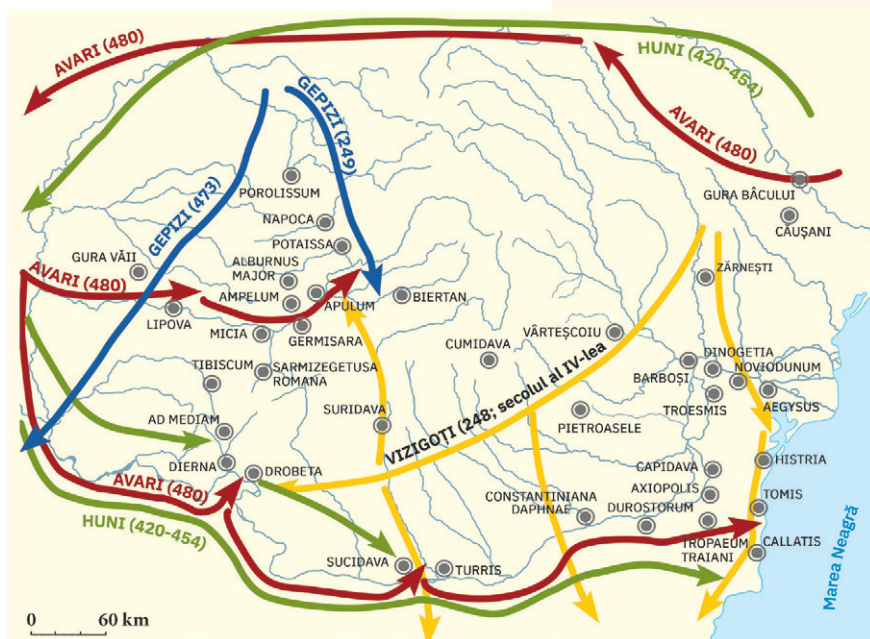 AVARI (480)
HUNI (420-454)
GEPIZI (249)
AVARI (480)
GURA BÂCULUI
CĂUȘANI
POROLISSUM
GEPIZI (473)
NAPOCA
POTAISSA
GURA VĂII
ALBURNUS
MAJOR
ZĂRNEȘTI
AVARI (480)
AMPELUM
APULUM
BIERTAN
LIPOVA
GERMISARA
MICIA
VÂRTEȘCOIU
CUMIDAVA
DINOGETIA
NOVIODUNUM
TIBISCUM
SARMIZEGETUSA
ROMANA
BARBOȘI
TROESMIS
AEGYSUS
SURIDAVA
VIZIGOȚI (248; secolul al IV-lea
PIETROASELE
AD MEDIAM
DIERNA
DROBETA
HISTRIA
CAPIDAVA
AXIOPOLIS
AVARI (480)
CONSTANTINIANA
DAPHNAE
DUROSTORUM
TOMIS
HUNI (420-454)
TROPAEUM
TRAIANI
CALLATIS
SUCIDAVA
TURRIS
Marea Neagră
0 60 km